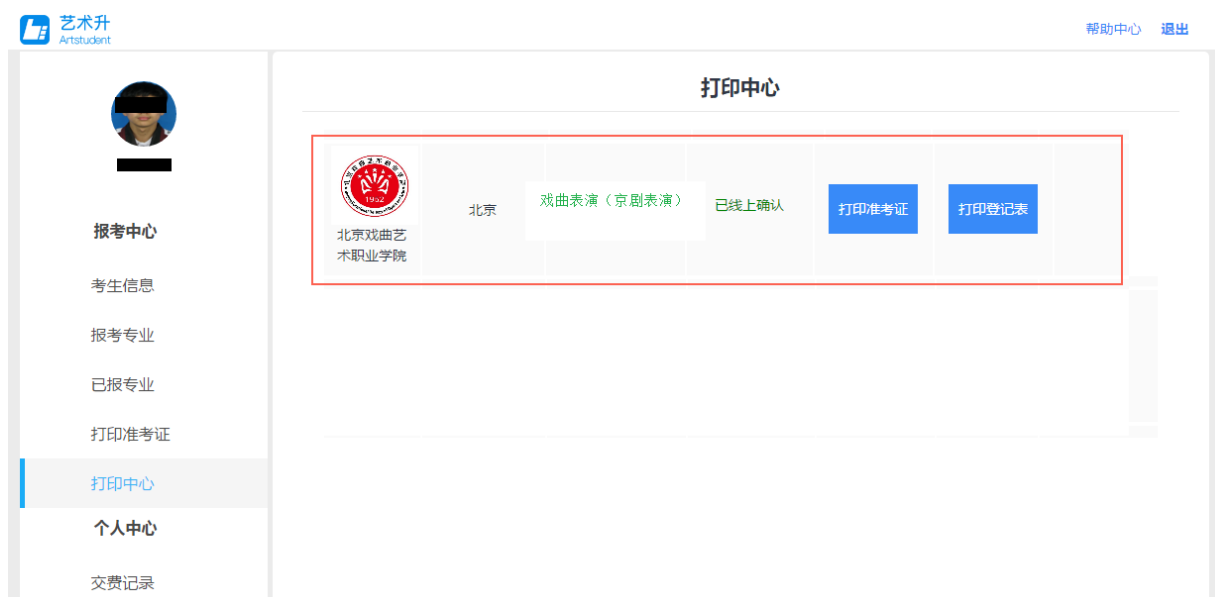 艺术升
Artstudent
帮助中心 退出
报考中心
考生信息
报考专业
已报专业
打印准考证
打印中心
个人中心
交费记录
打印中心
1952
北京戏曲艺
术职业学院
北京
戏曲表演（京剧表演）
已线上确认
打印准考证
打印登记表